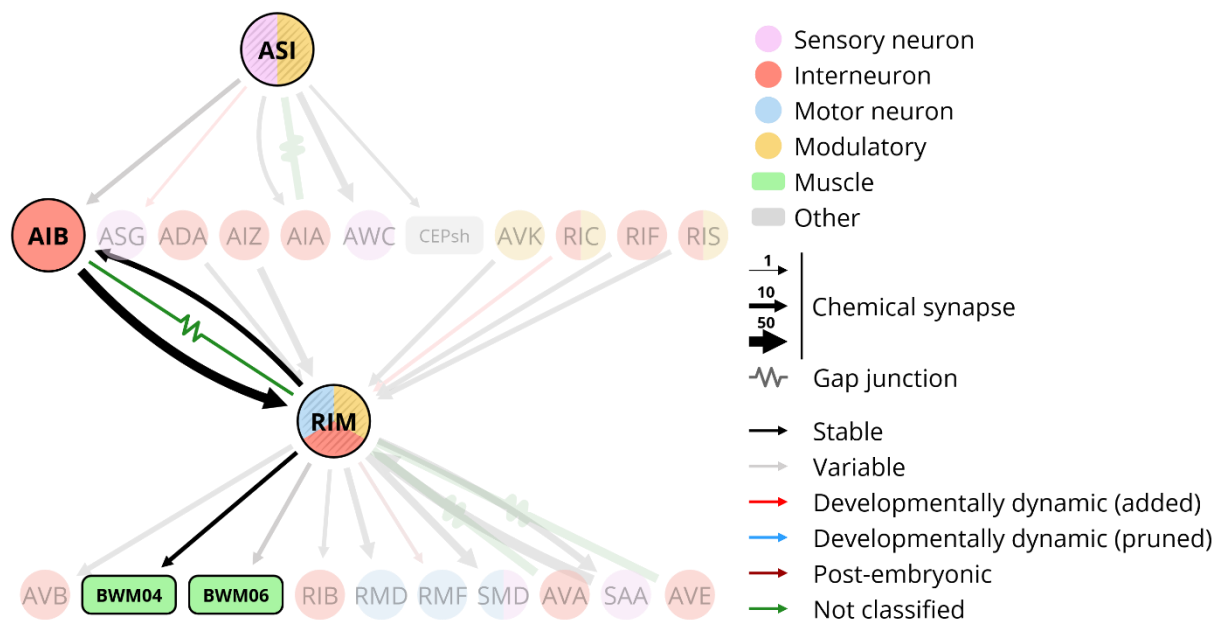 ASI
AIB
ASG
ADA
AIZ
AIA
AWC
CEPsh
AVK
RIC
RIF
RIS
RIM
AVB
BWM04
BWM06
RIB
RMD
RMF
SMD
AVA
SAA
AVE
Sensory neuron
Interneuron
Motor neuron
Modulatory
Muscle
Other
1
10
50
Chemical synapse
Gap junction
Stable
Variable
Developmentally dynamic (added)
Developmentally dynamic (pruned)
Post-embryonic
Not classified